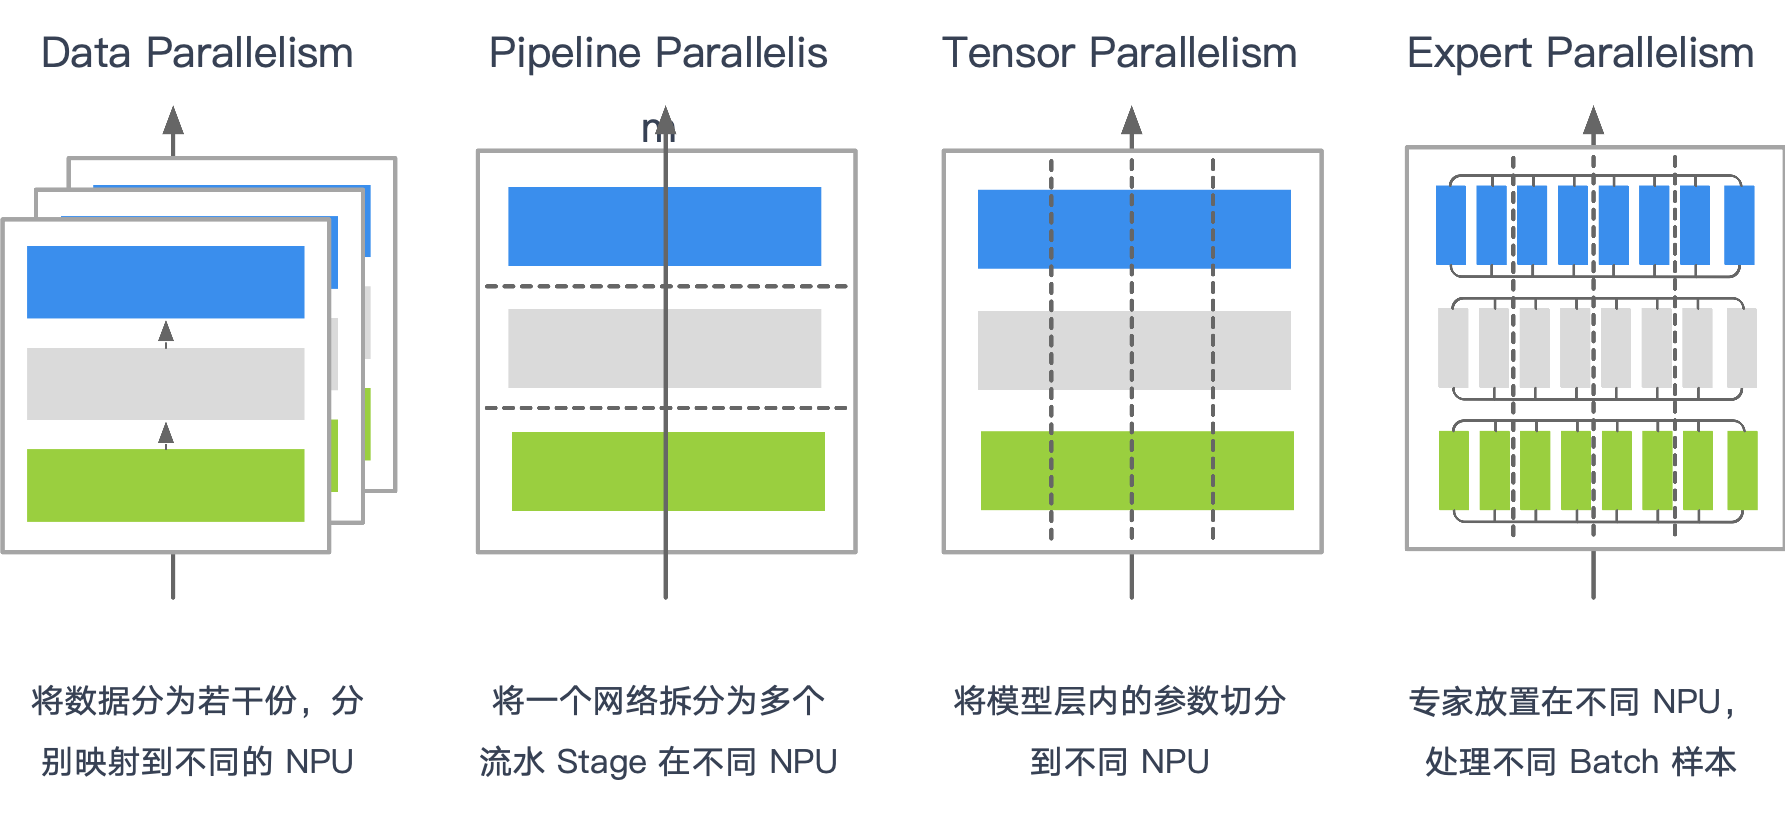 Data Parallelism
Pipeline Parallelis
m
Tensor Parallelism
Expert Parallelism
将数据分为若干份，分
别映射到不同的 NPU
将一个网络拆分为多个
流水 Stage 在不同 NPU
将模型层内的参数切分
到不同 NPU
专家放置在不同 NPU，
处理不同 Batch 样本